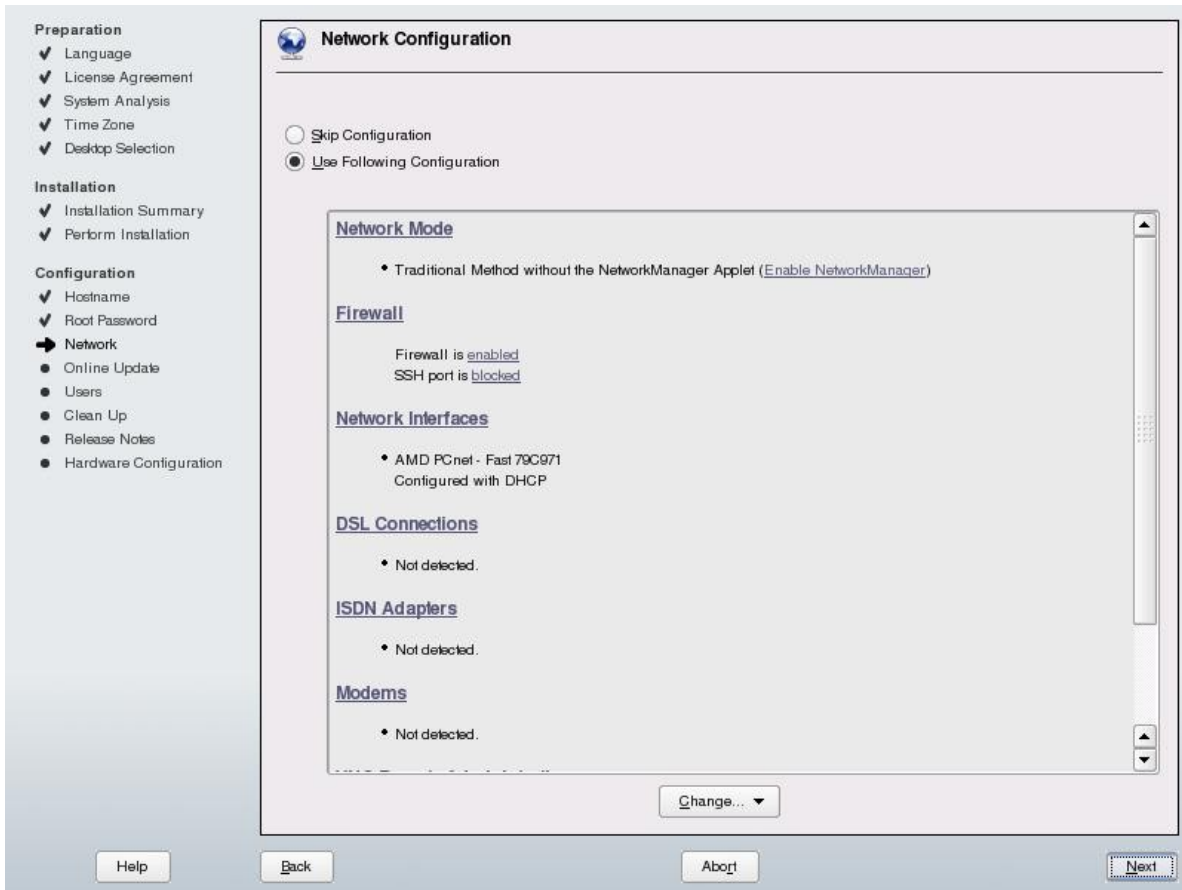 Preparation
Language
License Agreement
System Analysis
Time Zone
Desktop Selection
Installation
Installation Summary
Perform Installation
Configuration
Hostname
Root Password
Network
Online Update
Users
Clean Up
Release Notes
Hardware Configuration
Network Configuration
Skip Configuration
Use Following Configuration
Network Mode
• Traditional Method without the NetworkManager Applet (Enable NetworkManager)
Firewall
Firewall is enabled
SSH port is blocked
Network Interfaces
• AMD PCnet - Fast 79C971
Configured with DHCP
DSL Connections
• Not detected.
ISDN Adapters
• Not detected.
Modems
• Not detected.
Change...
Help
Back
Abort
Next